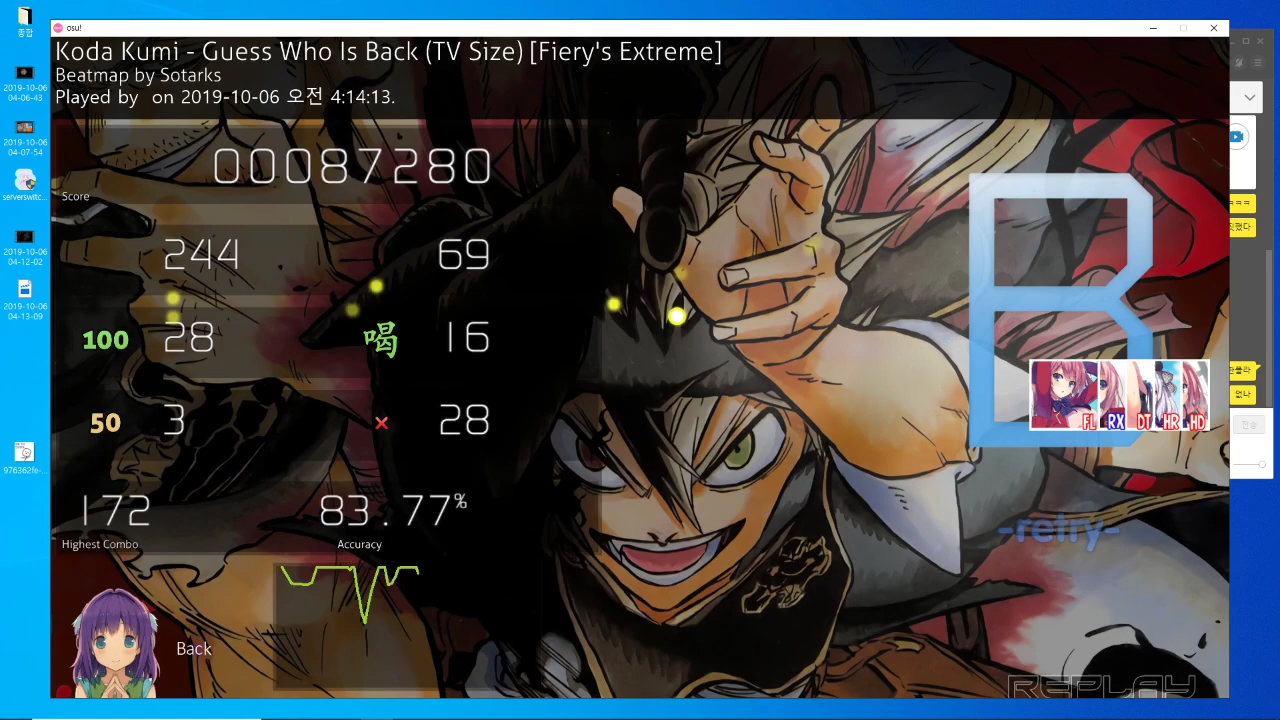 종합
osu!
Koda Kumi - Guess Who Is Back (TV Size) [Fiery's Extreme]
Beatmap by Sotarks
Played by on 2019-10-06 오전 4:14:13.
2019-10-06
04-06-43
2019-10-06
04-07-54
serverswitc...
2019-10-06
04-12-02
2019-10-06
04-13-09
976362fe-...
00087280
Score
244
69
100
28
喝
16
50
3
28
172
83.77%
Highest Combo
Accuracy
Back
FL
RX
DT
HR
HD
-retry-
REPLAY
없나
전송